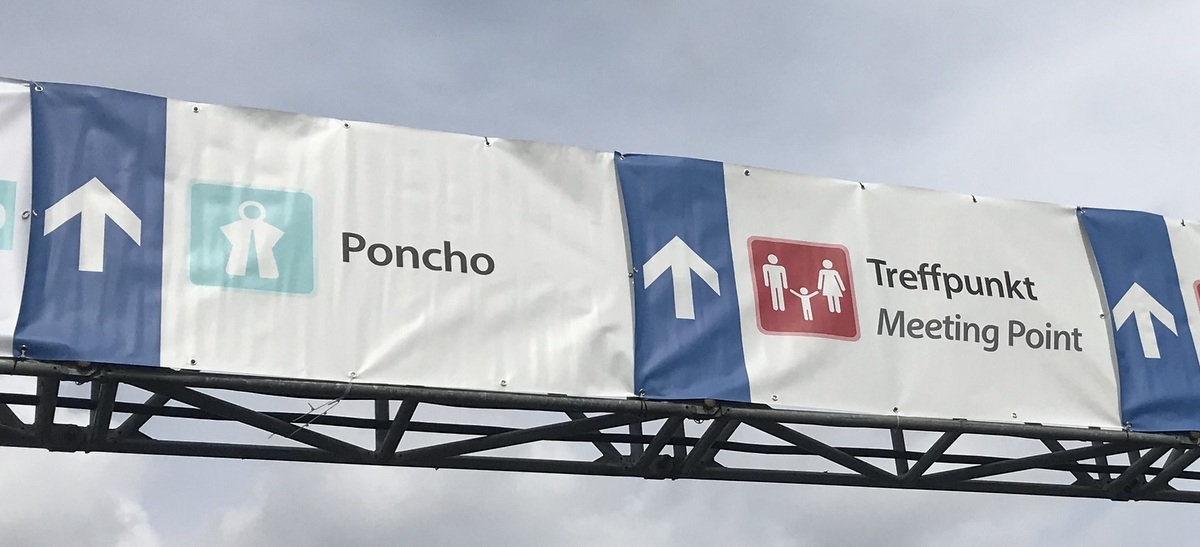 Poncho
Treffpunkt
Meeting Point